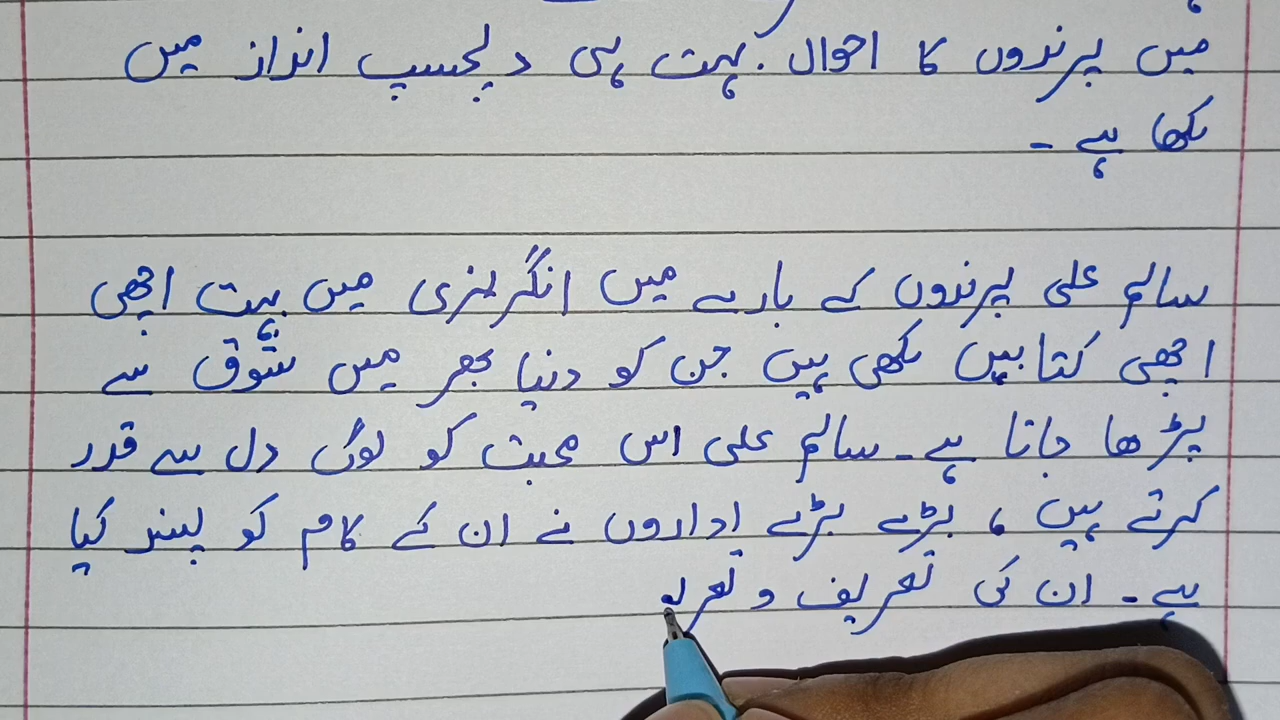 میں پرندوں کا احوال بہت ہی دلچسپ انداز میں
لکھا ہے۔
سالم علی پرندوں کے بارے میں انگریزی میں بہت اچھی
اچھی کتابیں لکھی ہیں جن کو دنیا بھر میں شوق سے
پڑھا جاتا ہے۔ سالم علی اس محبت کو لوگ دل سے قدر
کرتے ہیں، بڑے بڑے اداروں نے ان کے کام کو پسند کیا
ہے۔ ان کی تعریف و